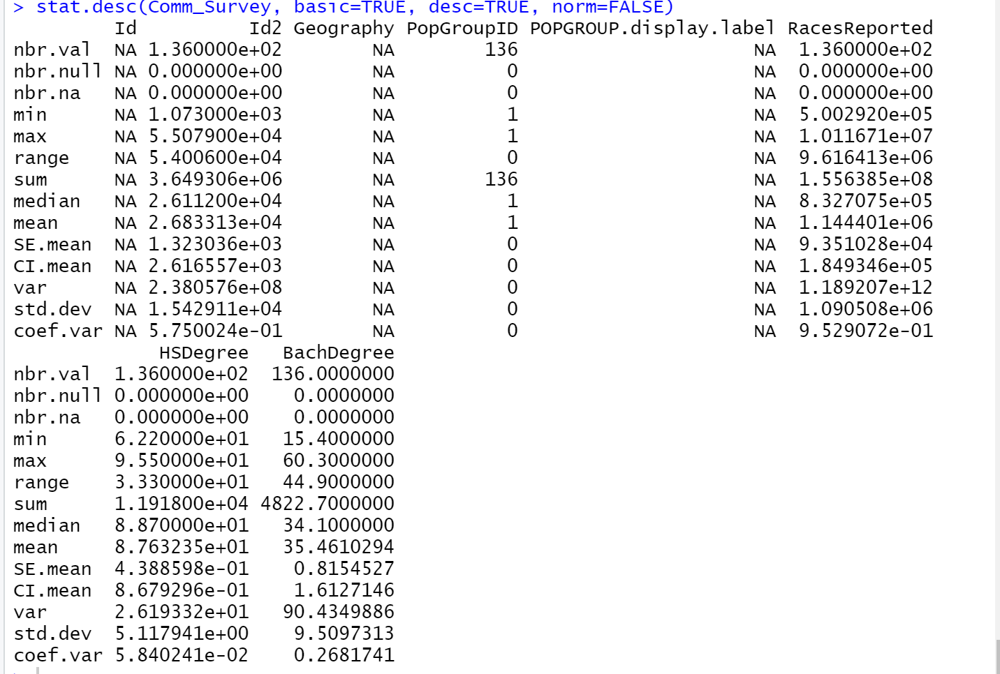 > stat.desc(Comm_Survey, basic=TRUE, desc=TRUE, norm=FALSE)
Id Id2 Geography PopGroupID POPGROUP.display.label RacesReported
nbr.val NA 1.360000e+02 NA 136 NA 1.360000e+02
nbr.null NA 0.000000e+00 NA 0 NA 0.000000e+00
nbr.na NA 0.000000e+00 NA 0 NA 0.000000e+00
min NA 1.073000e+03 NA 1 NA 5.002920e+05
max NA 5.507900e+04 NA 1 NA 1.011671e+07
range NA 5.400600e+04 NA 0 NA 9.616413e+06
sum NA 3.649306e+06 NA 136 NA 1.556385e+08
median NA 2.611200e+04 NA 1 NA 8.327075e+05
mean NA 2.683313e+04 NA 1 NA 1.144401e+06
SE.mean NA 1.323036e+03 NA 0 NA 9.351028e+04
CI.mean NA 2.616557e+03 NA 0 NA 1.849346e+05
var NA 2.380576e+08 NA 0 NA 1.189207e+12
std.dev NA 1.542911e+04 NA 0 NA 1.090508e+06
coef.var NA 5.750024e-01 NA 0 NA 9.529072e-01
HSDegree BachDegree
nbr.val 1.360000e+02 136.0000000
nbr.null 0.000000e+00 0.0000000
nbr.na 0.000000e+00 0.0000000
min 6.220000e+01 15.4000000
max 9.550000e+01 60.3000000
range 3.330000e+01 44.9000000
sum 1.191800e+04 4822.7000000
median 8.870000e+01 34.1000000
mean 8.763235e+01 35.4610294
SE.mean 4.388598e-01 0.8154527
CI.mean 8.679296e-01 1.6127146
var 2.619332e+01 90.4349886
std.dev 5.117941e+00 9.5097313
coef.var 5.840241e-02 0.2681741